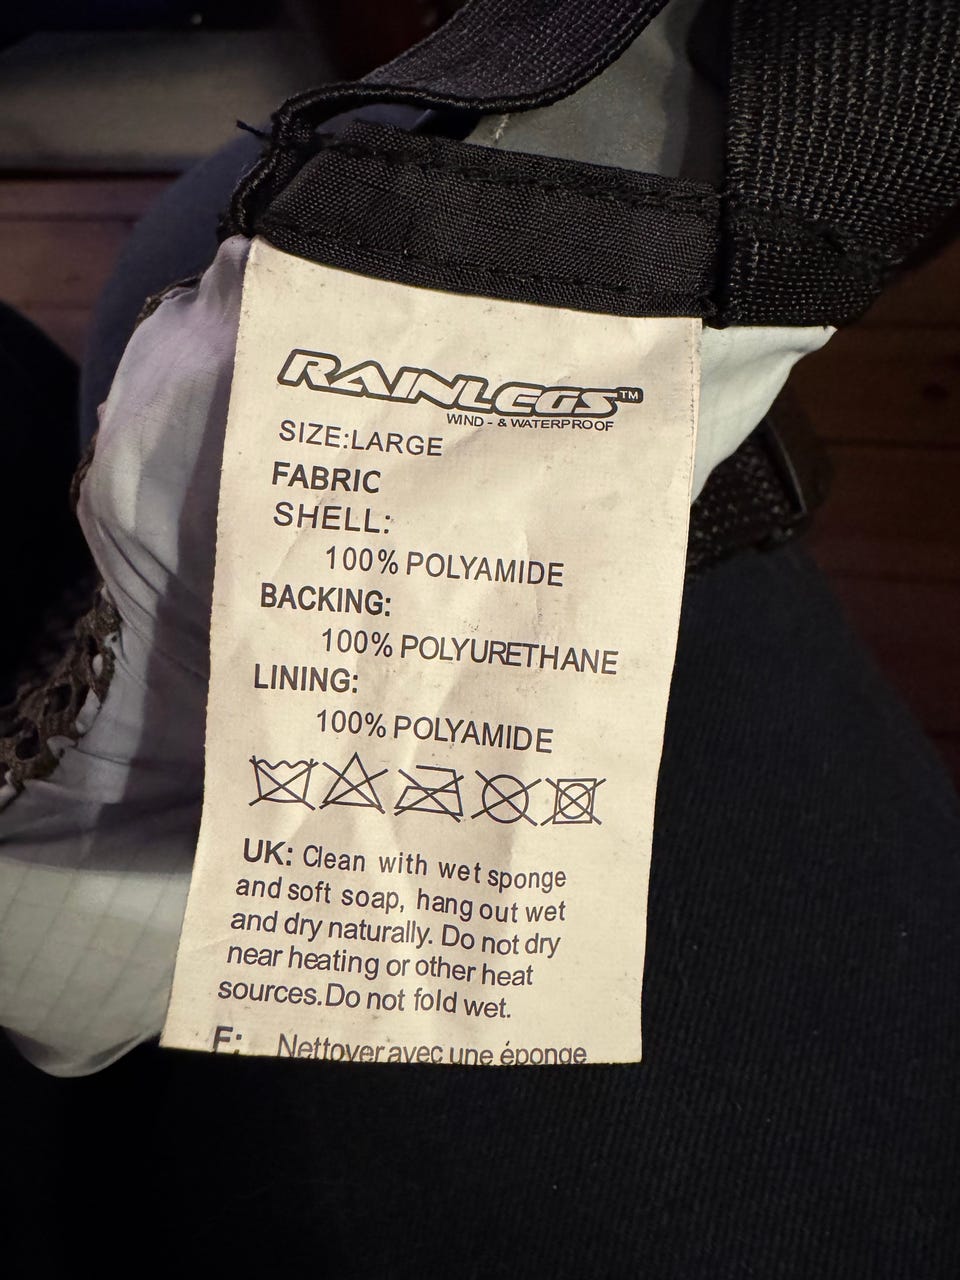 RAINLEGS™
WIND - & WATERPROOF
SIZE:LARGE
FABRIC
SHELL:
100% POLYAMIDE
BACKING:
100% POLYURETHANE
LINING:
100% POLYAMIDE
UK: Clean with wet sponge
and soft soap, hang out wet
and dry naturally. Do not dry
near heating or other heat
sources.Do not fold wet.
F: Nettoyer avec une éponge